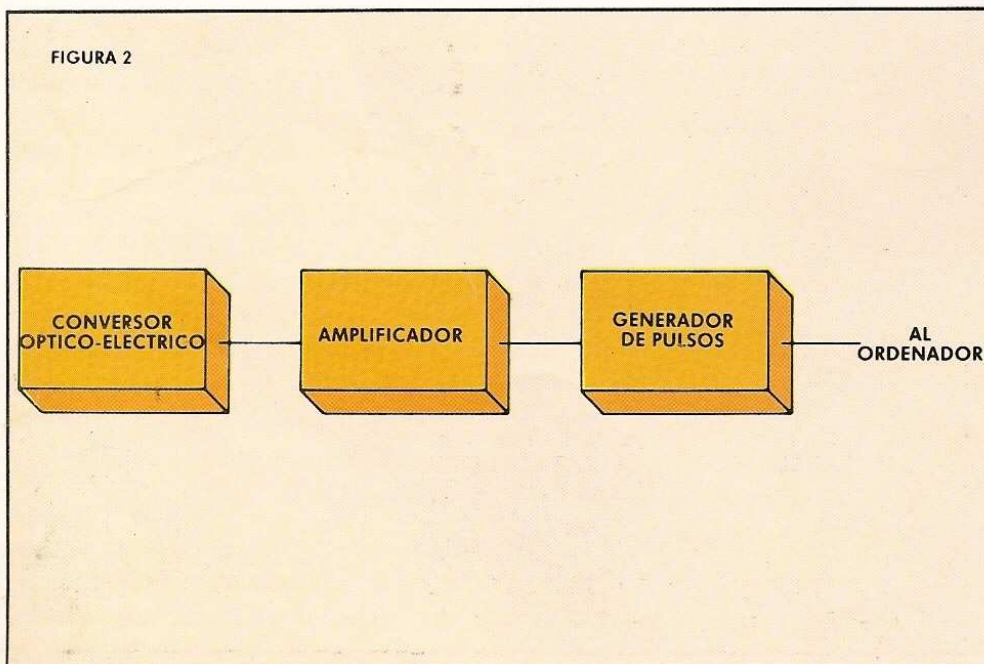 FIGURA 2
CONVERSOR
OPTICO-ELECTRICO
AMPLIFICADOR
GENERADOR
DE PULSOS
AL
ORDENADOR